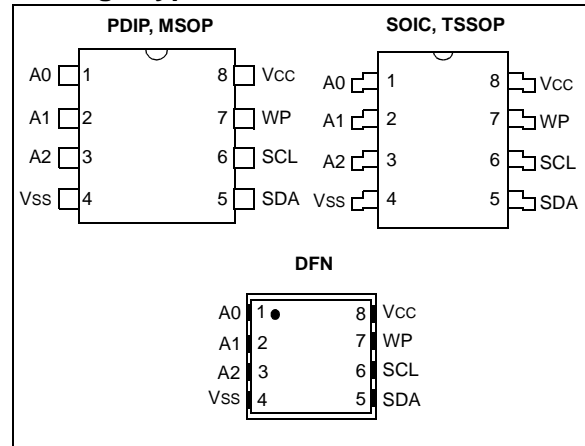 PDIP, MSOP
A0 1 8 VCC
A1 2 7 WP
A2 3 6 SCL
VSS 4 5 SDA
SOIC, TSSOP
A0 1 8 VCC
A1 2 7 WP
A2 3 6 SCL
VSS 4 5 SDA
DFN
A0 1 8 VCC
A1 2 7 WP
A2 3 6 SCL
VSS 4 5 SDA